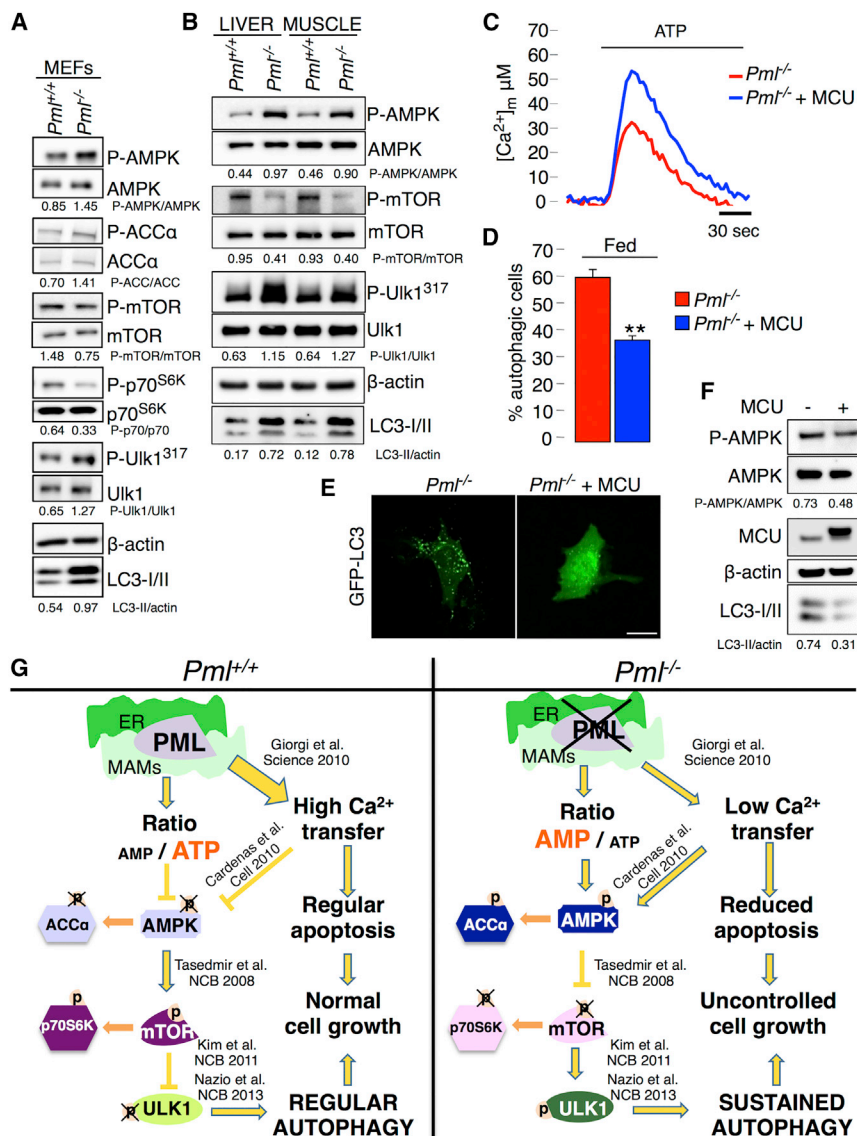 A
MEFs
Pml+/+
Pml-/-
P-AMPK
AMPK
0.85 1.45
P-AMPK/AMPK
P-ACCα
ACCα
0.70 1.41
P-ACC/ACC
P-mTOR
mTOR
1.48 0.75
P-mTOR/mTOR
P-p70S6K
p70S6K
0.64 0.33
P-p70/p70
P-Ulk1317
Ulk1
0.65 1.27
P-Ulk1/Ulk1
β-actin
LC3-I/II
0.54 0.97
LC3-II/actin
B
LIVER MUSCLE
Pml+/+
Pml-/-
Pml+/+
Pml-/-
P-AMPK
AMPK
0.44 0.97 0.46 0.90
P-AMPK/AMPK
P-mTOR
mTOR
0.95 0.41 0.93 0.40
P-mTOR/mTOR
P-Ulk1317
Ulk1
0.63 1.15 0.64 1.27
P-Ulk1/Ulk1
β-actin
LC3-I/II
0.17 0.72 0.12 0.78
LC3-II/actin
C
ATP
[Ca2+]m μM
70
60
50
40
30
20
10
0
Pml-/-
Pml-/- + MCU
30 sec
D
Fed
% autophagic cells
70
60
50
40
30
20
10
0
**
Pml-/-
Pml-/- + MCU
E
Pml-/-
Pml-/- + MCU
GFP-LC3
F
MCU - +
P-AMPK
AMPK
0.73 0.48
P-AMPK/AMPK
MCU
β-actin
LC3-I/II
0.74 0.31
LC3-II/actin
G
Pml+/+
ER
PML
MAMs
Giorgi et al.
Science 2010
Ratio
AMP / ATP
High Ca2+
transfer
Cardenas et al.
Cell 2010
p
ACCα
p
AMPK
Regular
apoptosis
Tasedmir et al.
NCB 2008
p
p70S6K
p
mTOR
Normal
cell growth
Kim et al.
NCB 2011
Nazio et al.
NCB 2013
p
ULK1
REGULAR
AUTOPHAGY
Pml-/-
ER
PML
MAMs
Giorgi et al.
Science 2010
Ratio
AMP / ATP
Low Ca2+
transfer
Cardenas et al.
Cell 2010
p
ACCα
p
AMPK
Reduced
apoptosis
Tasedmir et al.
NCB 2008
p
p70S6K
p
mTOR
Uncontrolled
cell growth
Kim et al.
NCB 2011
Nazio et al.
NCB 2013
p
ULK1
SUSTAINED
AUTOPHAGY